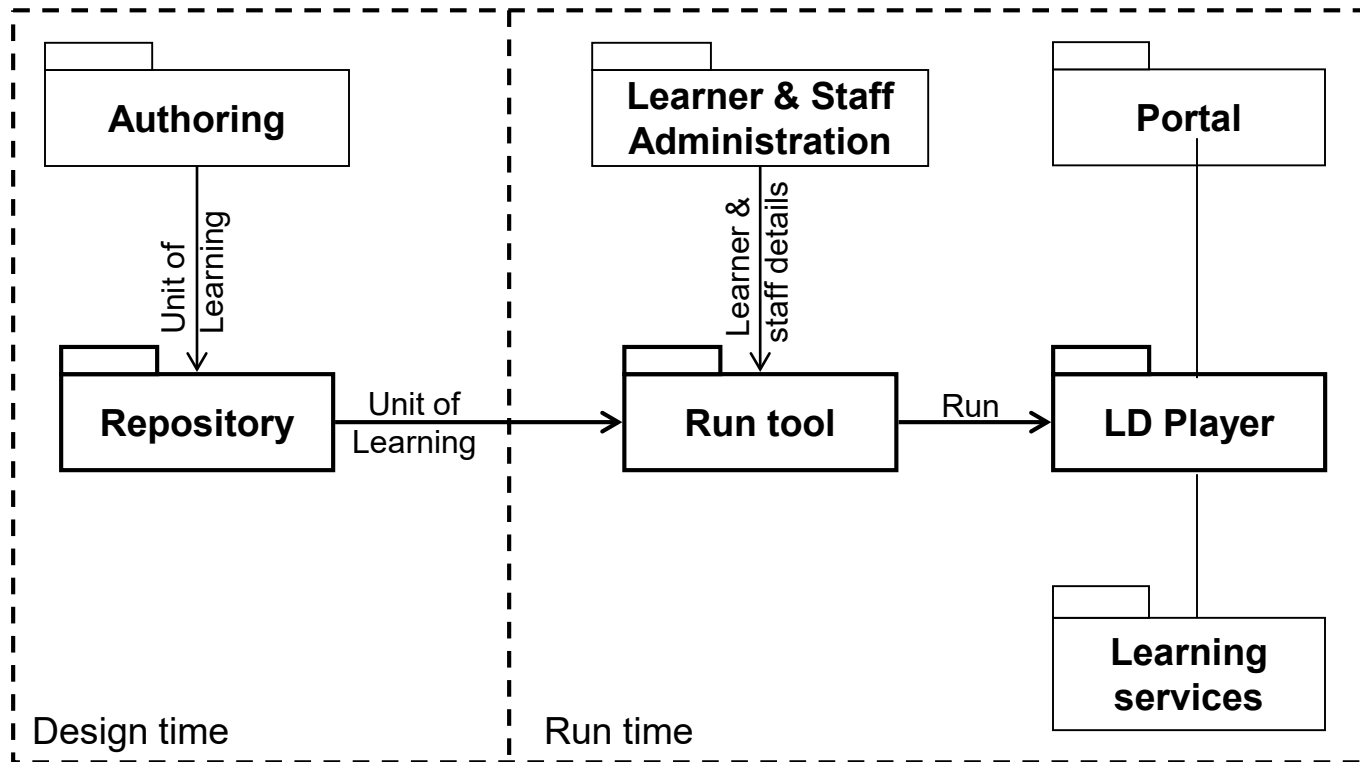 Authoring
Learner & Staff
Administration
Portal
Unit of
Learning
Learner &
staff details
Repository
Unit of
Learning
Run tool
Run
LD Player
Learning
services
Design time
Run time